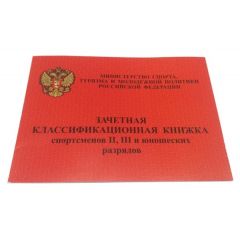 МИНИСТЕРСТВО СПОРТА,
ТУРИЗМА И МОЛОДЕЖНОЙ ПОЛИТИКИ
РОССИЙСКОЙ ФЕДЕРАЦИИ
ЗАЧЕТНАЯ
КЛАССИФИКАЦИОННАЯ КНИЖКА
спортсменов II, III и юношеских
разрядов